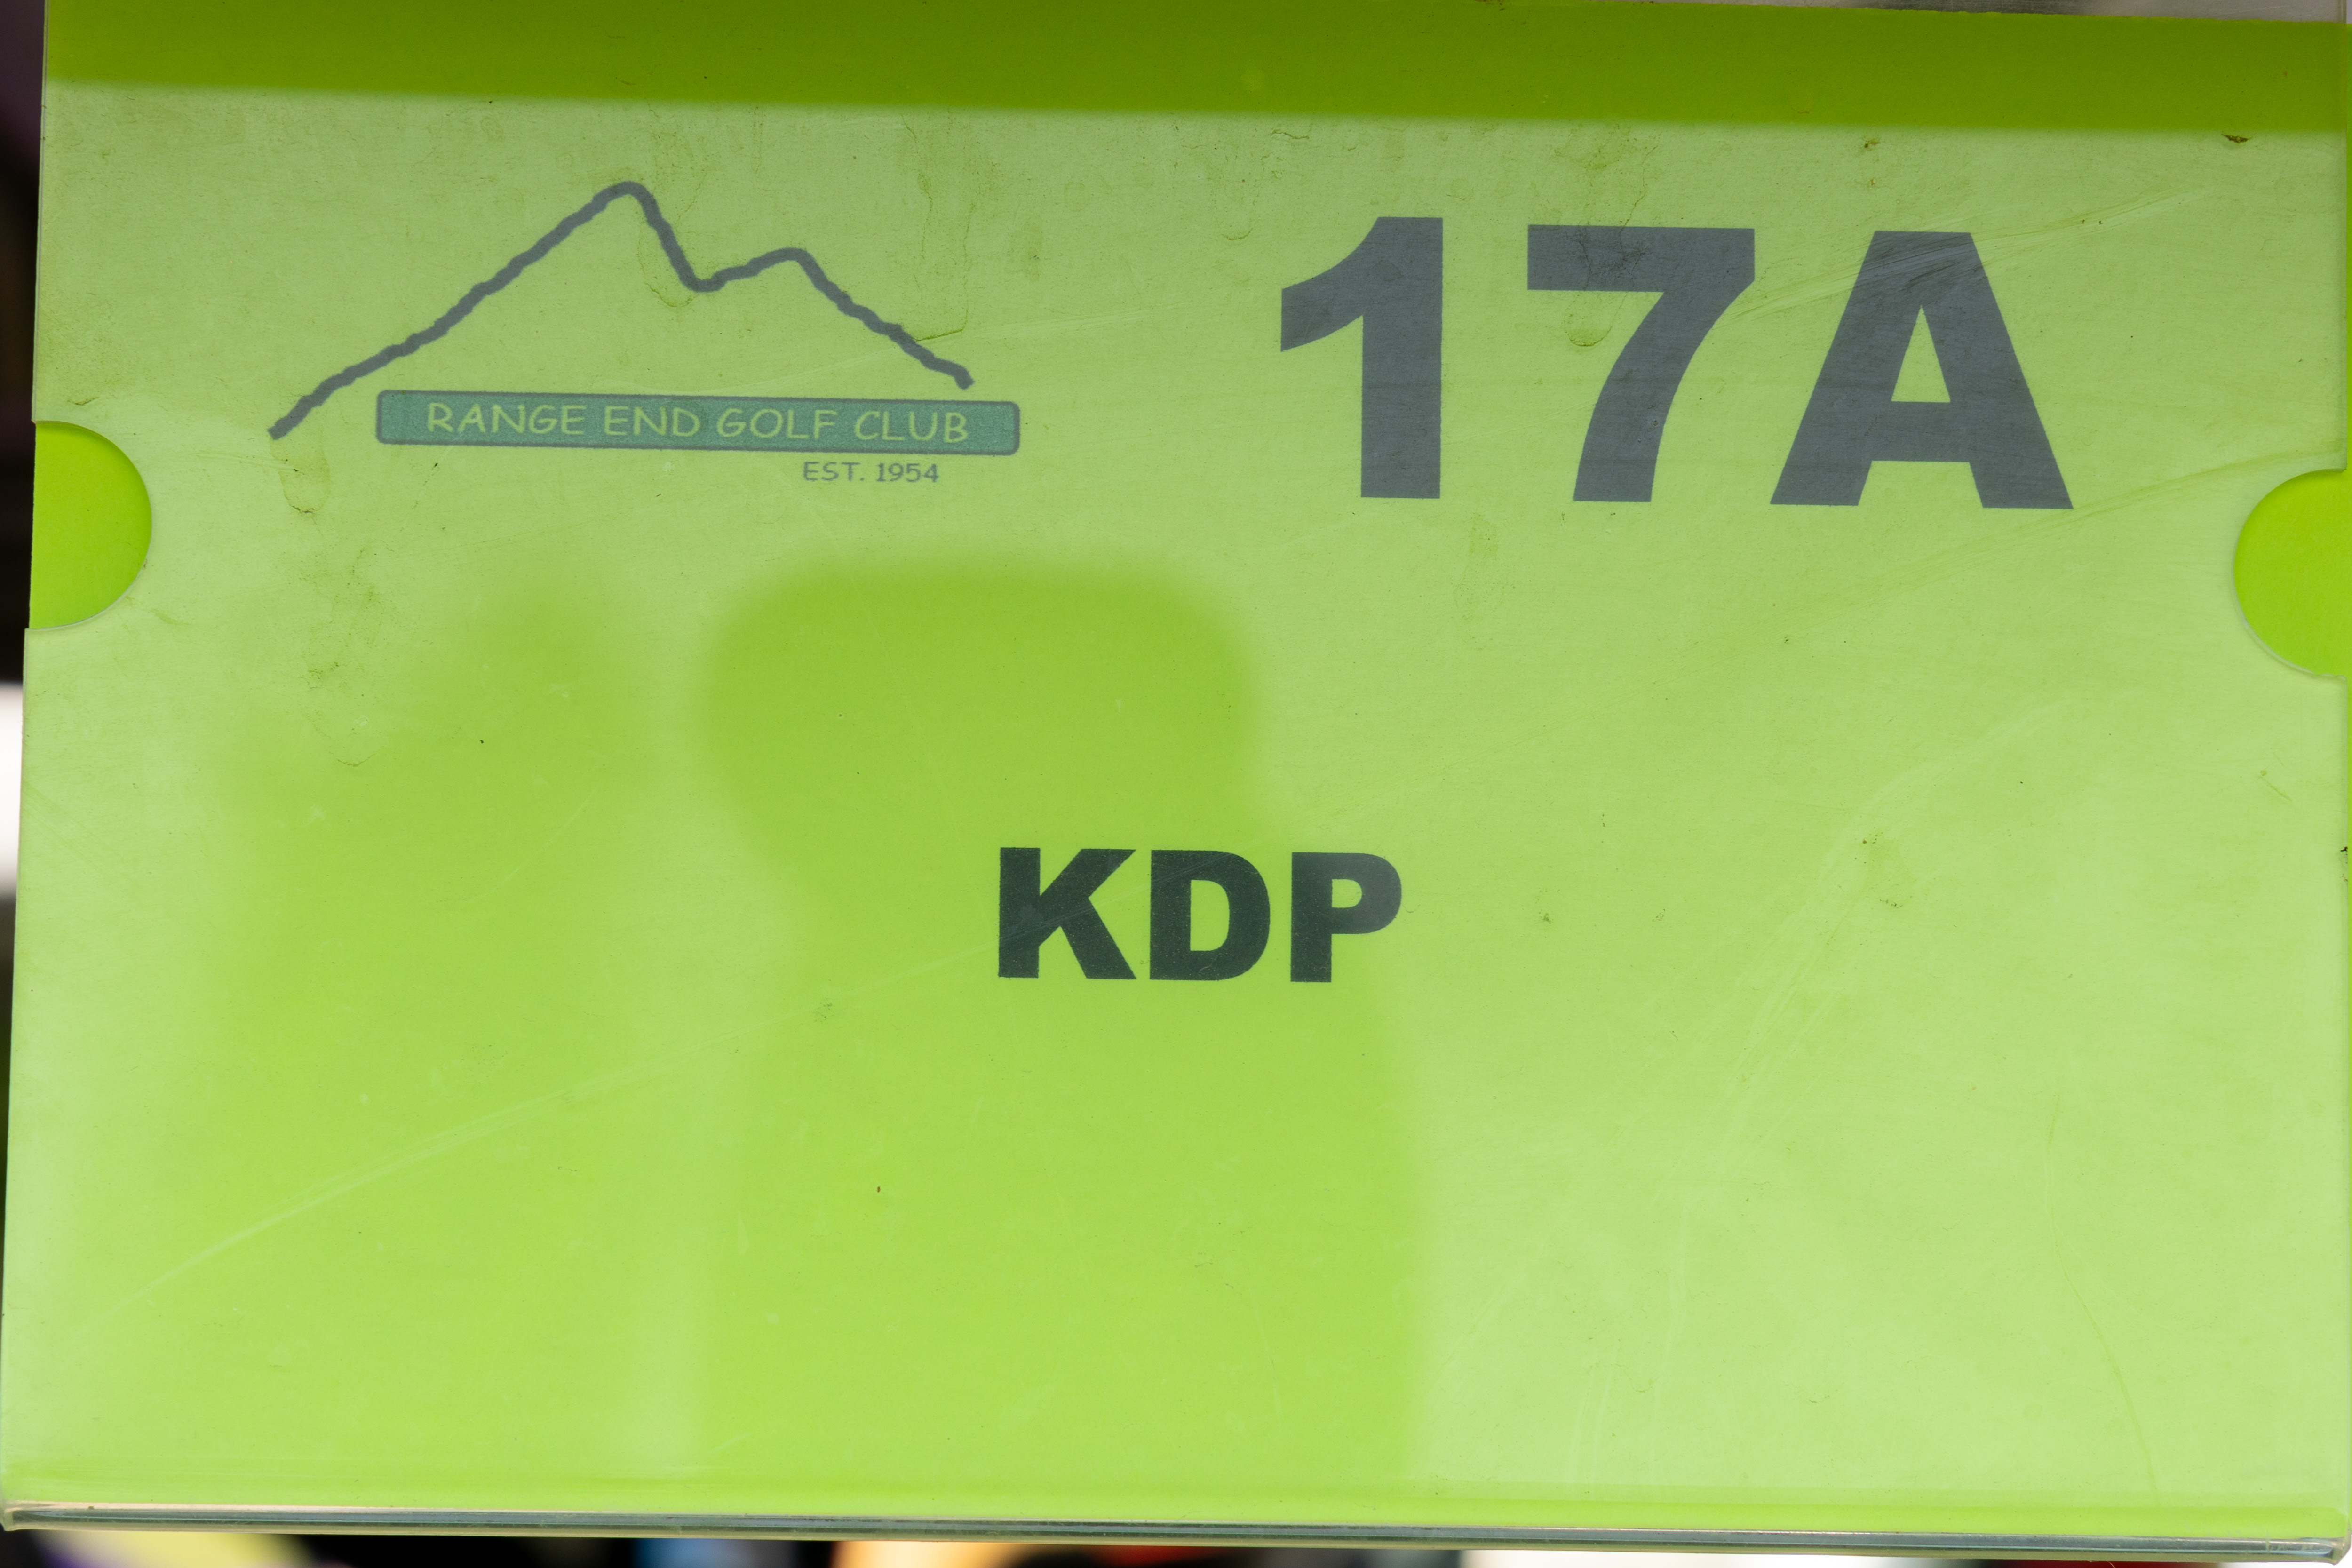 RANGE END GOLF CLUB
EST. 1954
17A
KDP